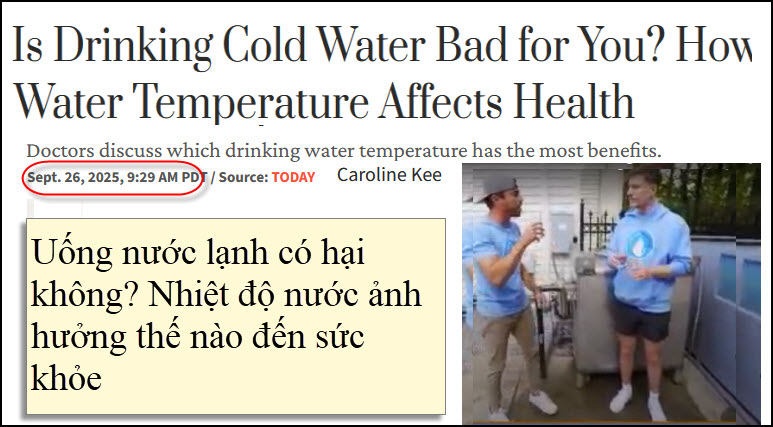 Is Drinking Cold Water Bad for You? How
Water Temperature Affects Health
Doctors discuss which drinking water temperature has the most benefits.
Sept. 26, 2025, 9:29 AM PDT / Source: TODAY Caroline Kee
Uống nước lạnh có hại
không? Nhiệt độ nước ảnh
hưởng thế nào đến sức
khỏe